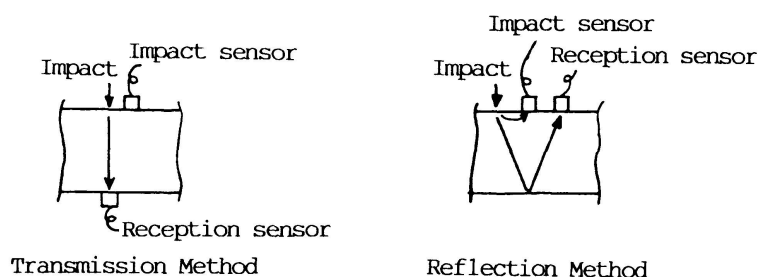 Impact sensor
Impact
Reception sensor
Transmission Method
Impact sensor
Reception sensor
Impact
Reflection Method